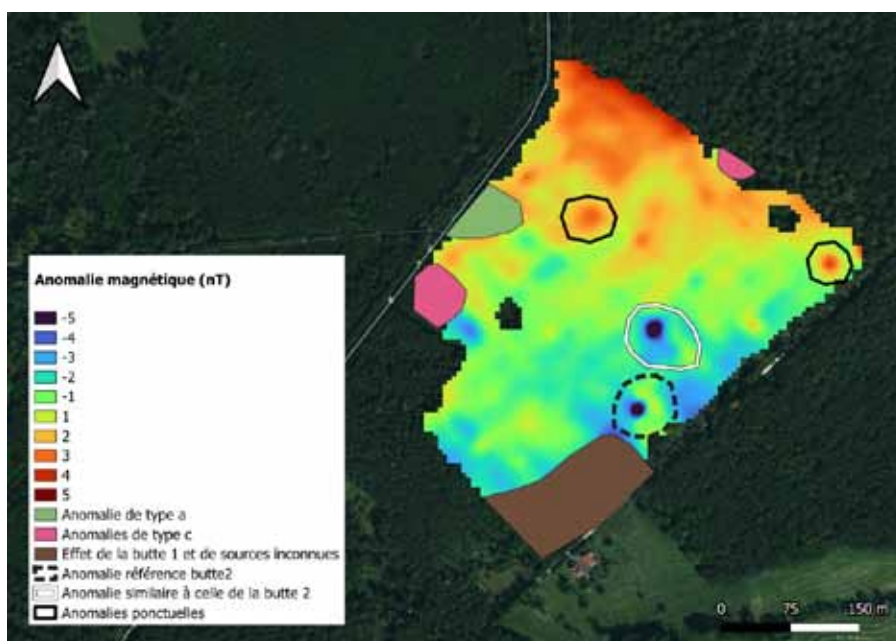 Anomalie magnétique (nT)
-5
-4
-3
-2
-1
1
2
3
4
5
Anomalie de type a
Anomalies de type c
Effet de la butte 1 et de sources inconnues
Anomalie référence butte2
Anomalie similaire à celle de la butte 2
Anomalies ponctuelles
0 75 150 m